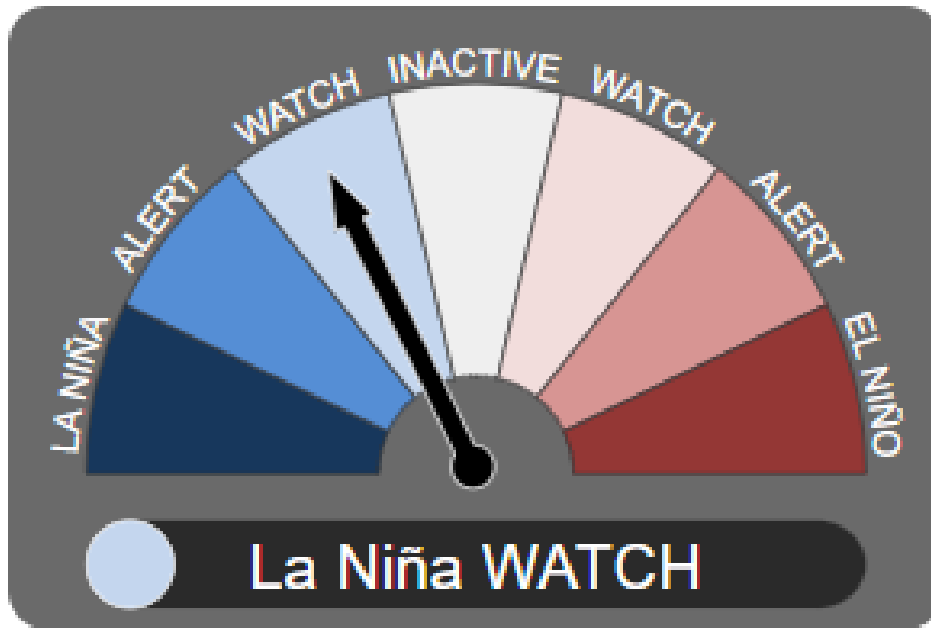 LA NIÑA
ALERT
WATCH
INACTIVE
WATCH
ALERT
EL NIÑO
La Niña WATCH